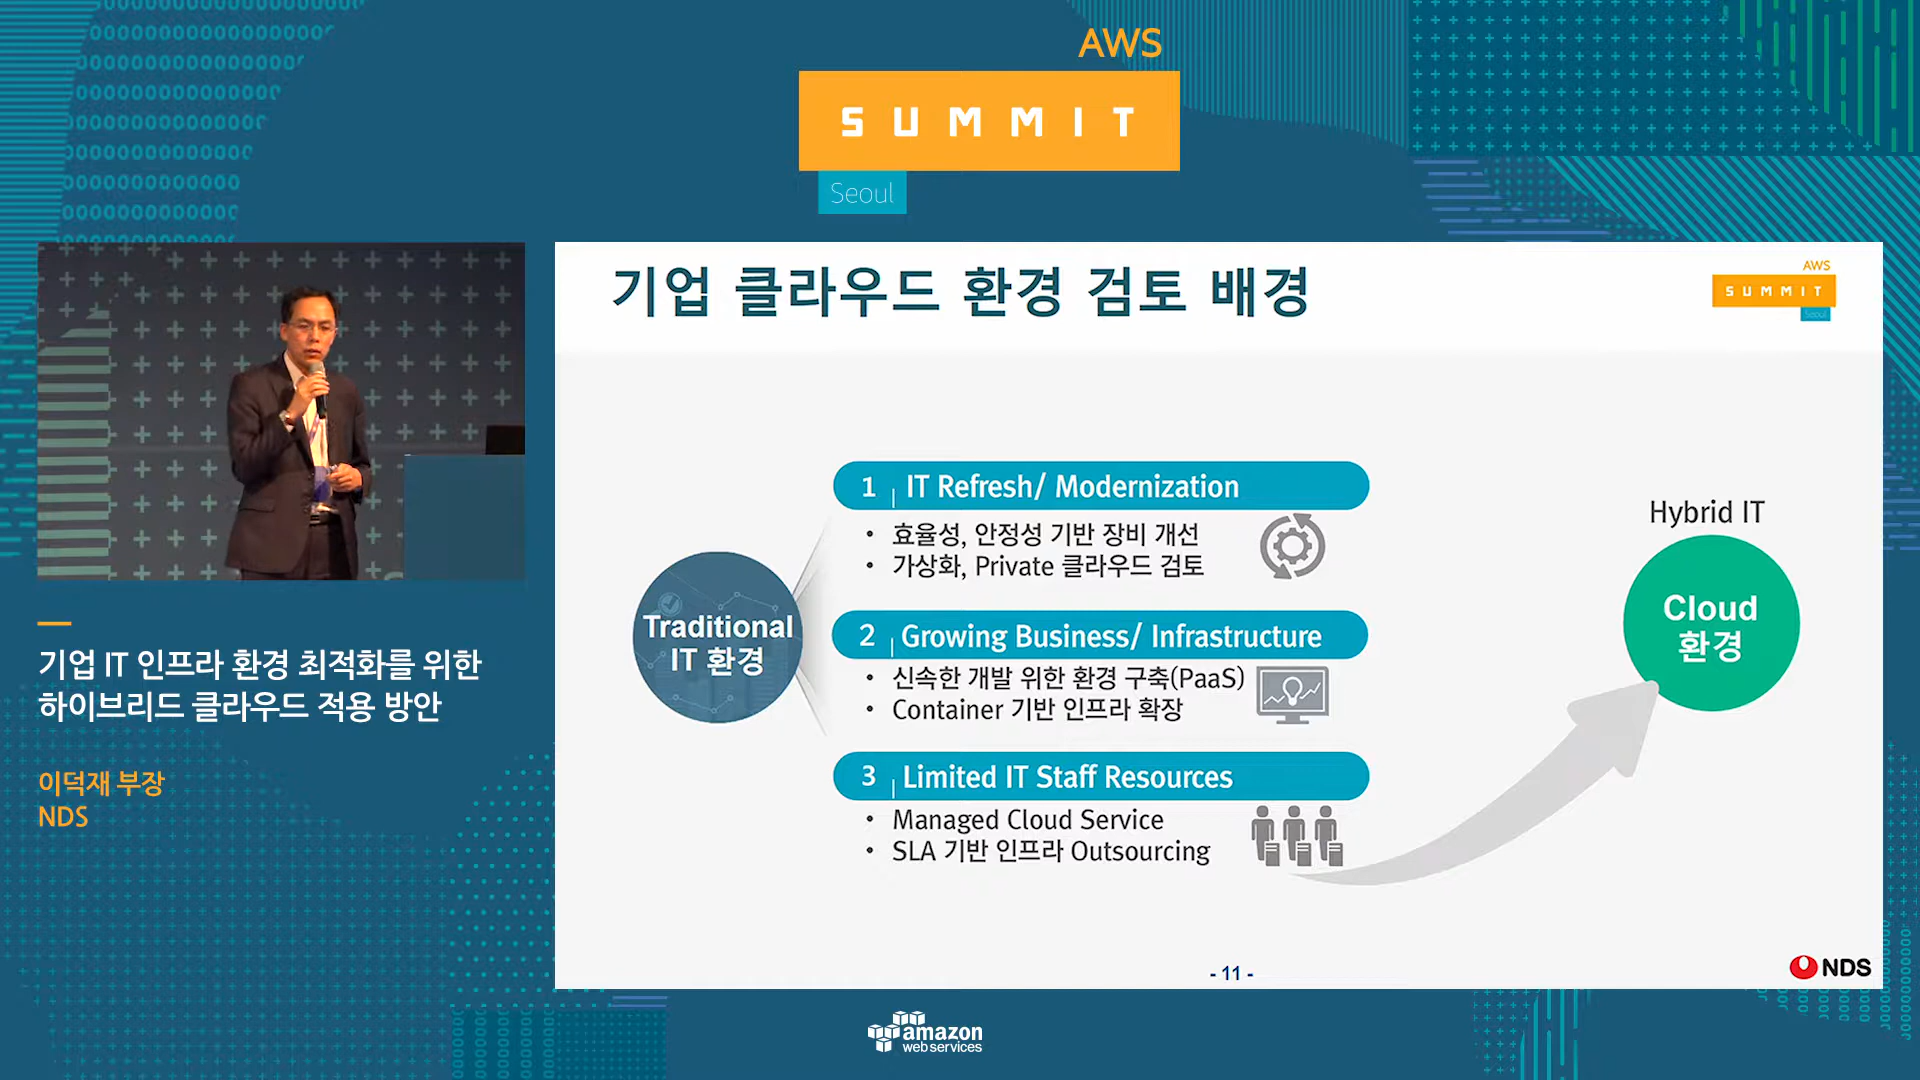 AWS
SUMMIT
Seoul
기업 클라우드 환경 검토 배경
AWS
SUMMIT
Seoul
1 | IT Refresh/ Modernization
• 효율성, 안정성 기반 장비 개선
• 가상화, Private 클라우드 검토
Traditional
IT 환경
2 | Growing Business/ Infrastructure
• 신속한 개발 위한 환경 구축(PaaS)
• Container 기반 인프라 확장
3 | Limited IT Staff Resources
• Managed Cloud Service
• SLA 기반 인프라 Outsourcing
Hybrid IT
Cloud
환경
- 11 -
NDS
기업 IT 인프라 환경 최적화를 위한
하이브리드 클라우드 적용 방안
이덕재 부장
NDS
amazon
web services